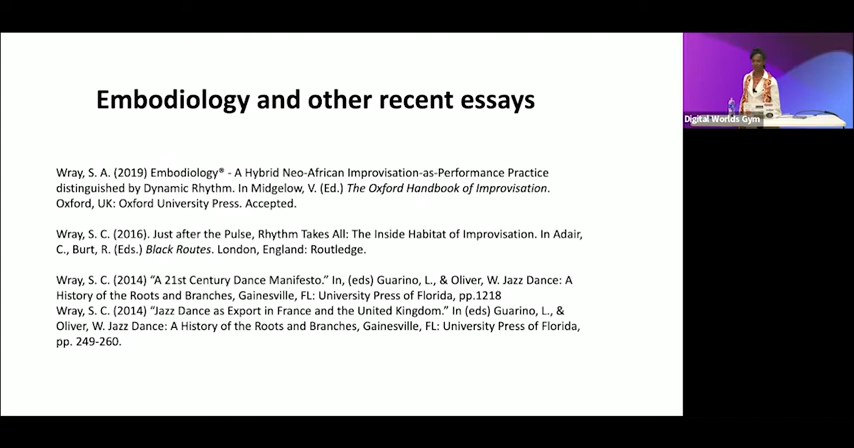 Embodiology and other recent essays
Digital Worlds Gym
Wray, S. A. (2019) Embodiology® - A Hybrid Neo-African Improvisation-as-Performance Practice
distinguished by Dynamic Rhythm. In Midgelow, V. (Ed.) The Oxford Handbook of Improvisation.
Oxford, UK: Oxford University Press. Accepted.
Wray, S. C. (2016). Just after the Pulse, Rhythm Takes All: The Inside Habitat of Improvisation. In Adair,
C., Burt, R. (Eds.) Black Routes. London, England: Routledge.
Wray, S. C. (2014) “A 21st Century Dance Manifesto.” In, (eds) Guarino, L., & Oliver, W. Jazz Dance: A
History of the Roots and Branches, Gainesville, FL: University Press of Florida, pp.1218
Wray, S. C. (2014) “Jazz Dance as Export in France and the United Kingdom.” In (eds) Guarino, L., &
Oliver, W. Jazz Dance: A History of the Roots and Branches, Gainesville, FL: University Press of Florida,
pp. 249-260.